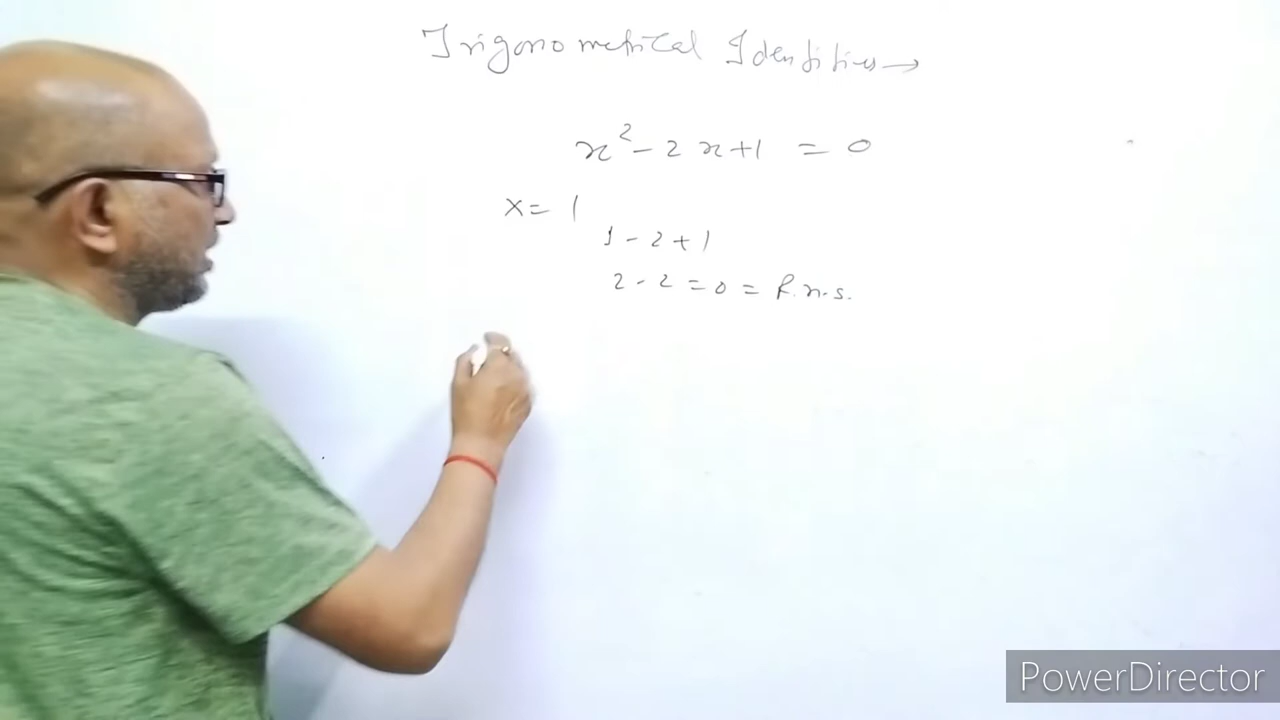 Trigonometrical Identities →
x² - 2x + 1 = 0
x = 1
1 - 2 + 1
2 - 2 = 0 = R.H.S.
PowerDirector